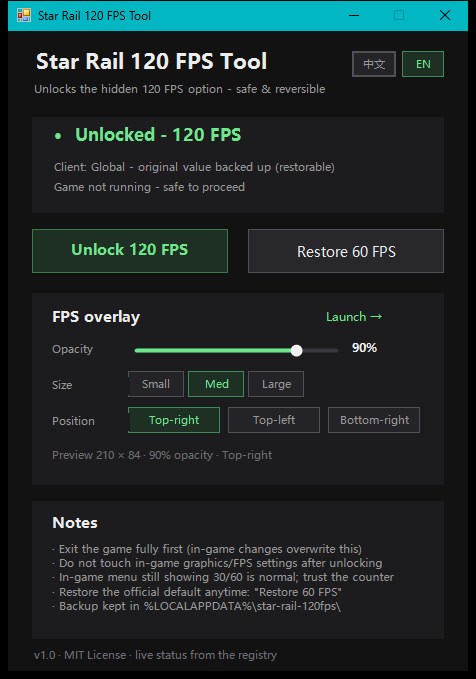 Star Rail 120 FPS Tool
Star Rail 120 FPS Tool
中文
EN
Unlocks the hidden 120 FPS option - safe & reversible
• Unlocked - 120 FPS
Client: Global - original value backed up (restorable)
Game not running - safe to proceed
Unlock 120 FPS
Restore 60 FPS
FPS overlay
Launch →
Opacity
90%
Size
Small
Med
Large
Position
Top-right
Top-left
Bottom-right
Preview 210 × 84 · 90% opacity · Top-right
Notes
· Exit the game fully first (in-game changes overwrite this)
· Do not touch in-game graphics/FPS settings after unlocking
· In-game menu still showing 30/60 is normal; trust the counter
· Restore the official default anytime: "Restore 60 FPS"
· Backup kept in %LOCALAPPDATA%\star-rail-120fps\
v1.0 · MIT License · live status from the registry